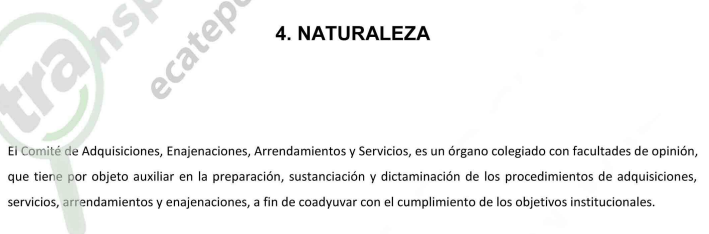 4. NATURALEZA
El Comité de Adquisiciones, Enajenaciones, Arrendamientos y Servicios, es un órgano colegiado con facultades de opinión,
que tiene por objeto auxiliar en la preparación, sustanciación y dictaminación de los procedimientos de adquisiciones,
servicios, arrendamientos y enajenaciones, a fin de coadyuvar con el cumplimiento de los objetivos institucionales.